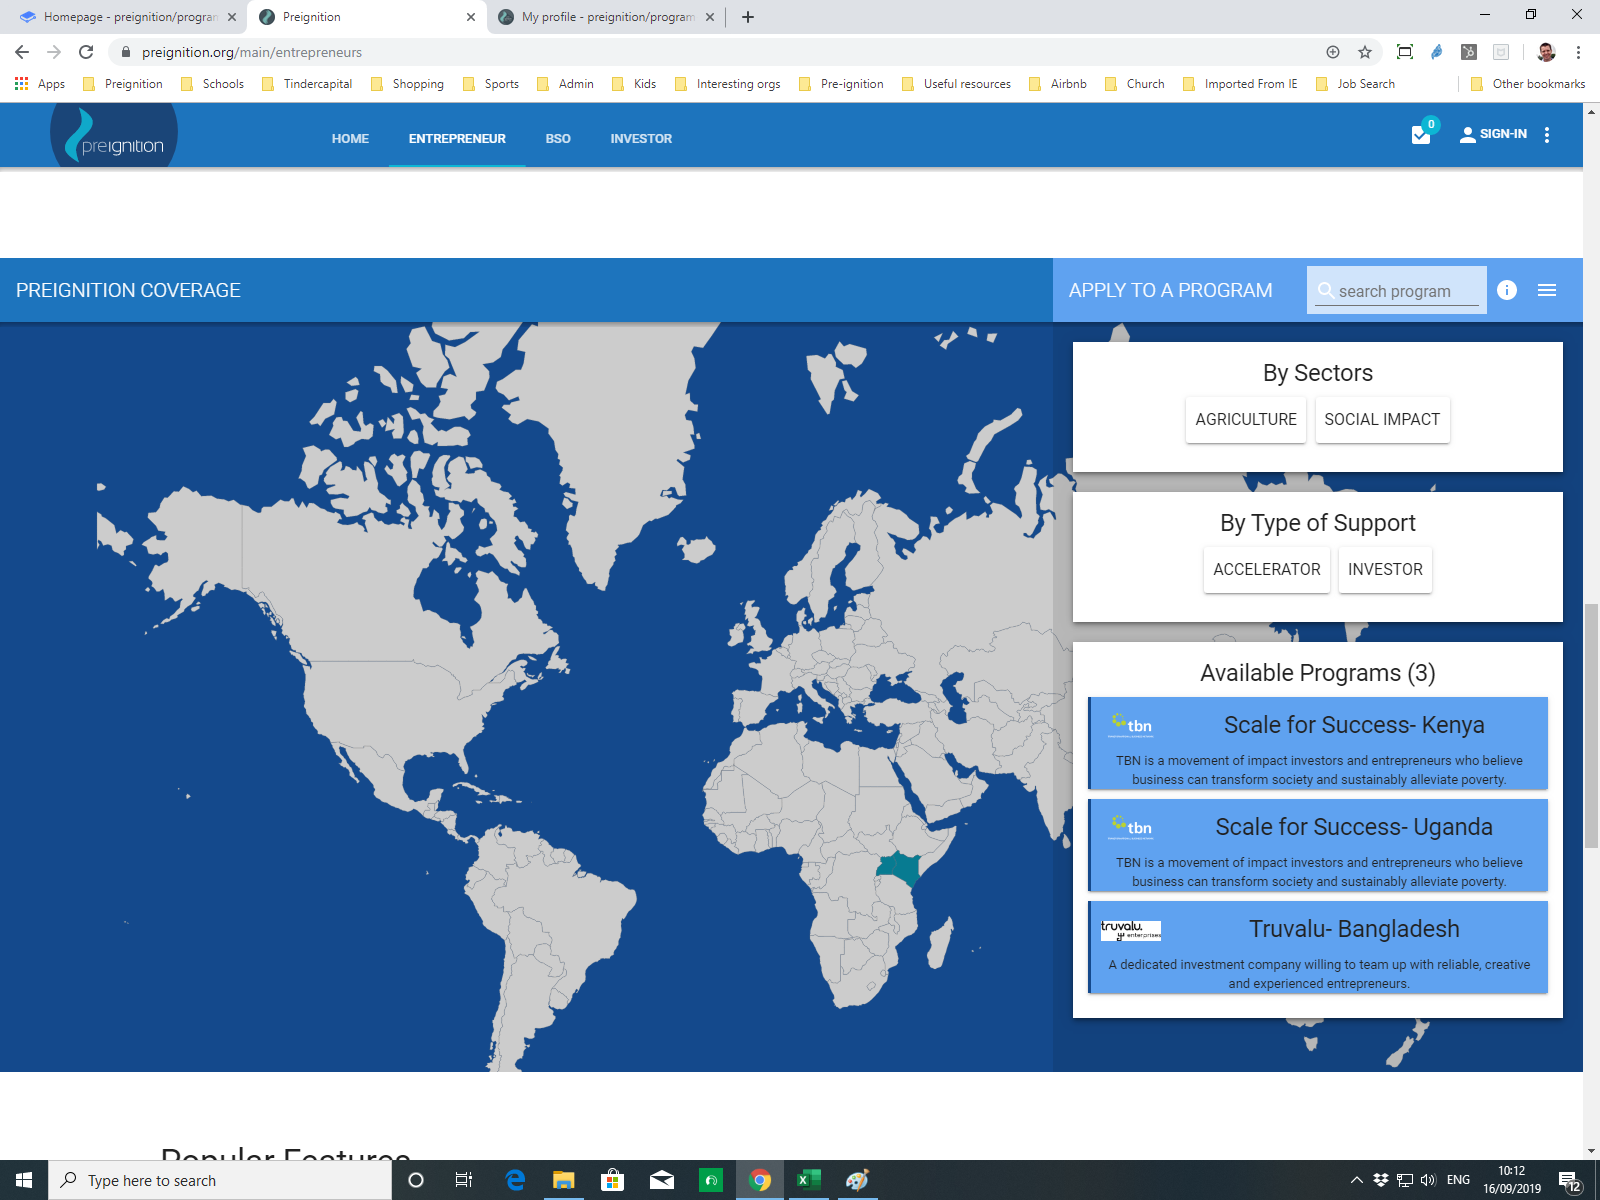 Homepage - preignition/program
Preignition
My profile - preignition/program
preignition.org/main/entrepreneurs
Apps
Preignition
Schools
Tindercapital
Shopping
Sports
Admin
Kids
Interesting orgs
Pre-ignition
Useful resources
Airbnb
Church
Imported From IE
Job Search
Other bookmarks
preignition
HOME
ENTREPRENEUR
BSO
INVESTOR
0
SIGN-IN
PREIGNITION COVERAGE
APPLY TO A PROGRAM
search program
By Sectors
AGRICULTURE
SOCIAL IMPACT
By Type of Support
ACCELERATOR
INVESTOR
Available Programs (3)
tbn
Scale for Success- Kenya
TBN is a movement of impact investors and entrepreneurs who believe
business can transform society and sustainably alleviate poverty.
tbn
Scale for Success- Uganda
TBN is a movement of impact investors and entrepreneurs who believe
business can transform society and sustainably alleviate poverty.
truvalu.
enterprises
Truvalu- Bangladesh
A dedicated investment company willing to team up with reliable, creative
and experienced entrepreneurs.
Popular Features
Type here to search
ENG
10:12
16/09/2019
12